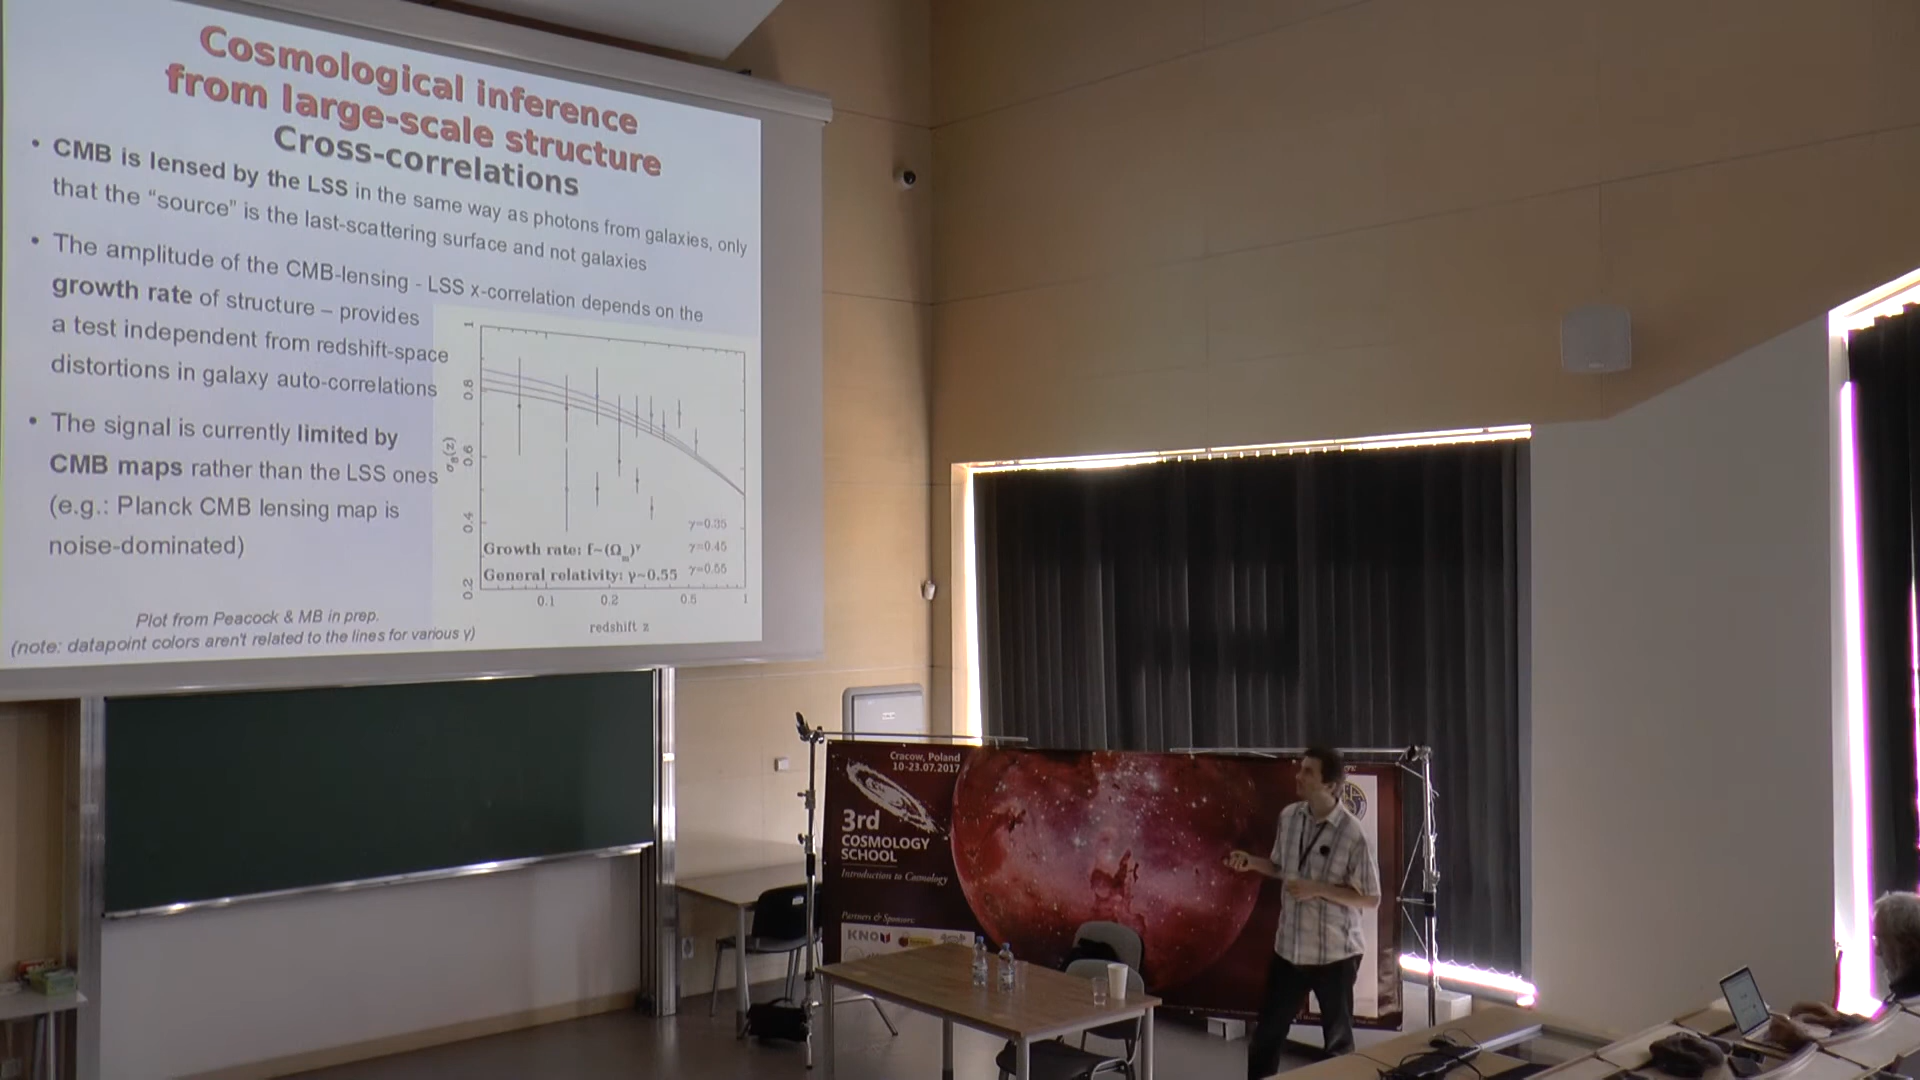 Cosmological inference
from large-scale structure
Cross-correlations
• CMB is lensed by the LSS in the same way as photons from galaxies, only
that the “source” is the last-scattering surface and not galaxies
• The amplitude of the CMB-lensing - LSS x-correlation depends on the
growth rate of structure – provides
a test independent from redshift-space
distortions in galaxy auto-correlations
• The signal is currently limited by
CMB maps rather than the LSS ones
(e.g.: Planck CMB lensing map is
noise-dominated)
1
0.8
σ8(z)
0.6
0.4
0.2
γ=0.35
γ=0.45
γ=0.55
Growth rate: f~(Ωm)γ
General relativity: γ~0.55
0.1 0.2 0.5 1
redshift z
Plot from Peacock & MB in prep.
(note: datapoint colors aren't related to the lines for various γ)
Cracow, Poland
10-23.07.2017
3rd
COSMOLOGY
SCHOOL
Introduction to Cosmology
Partners & Sponsors:
KNOW